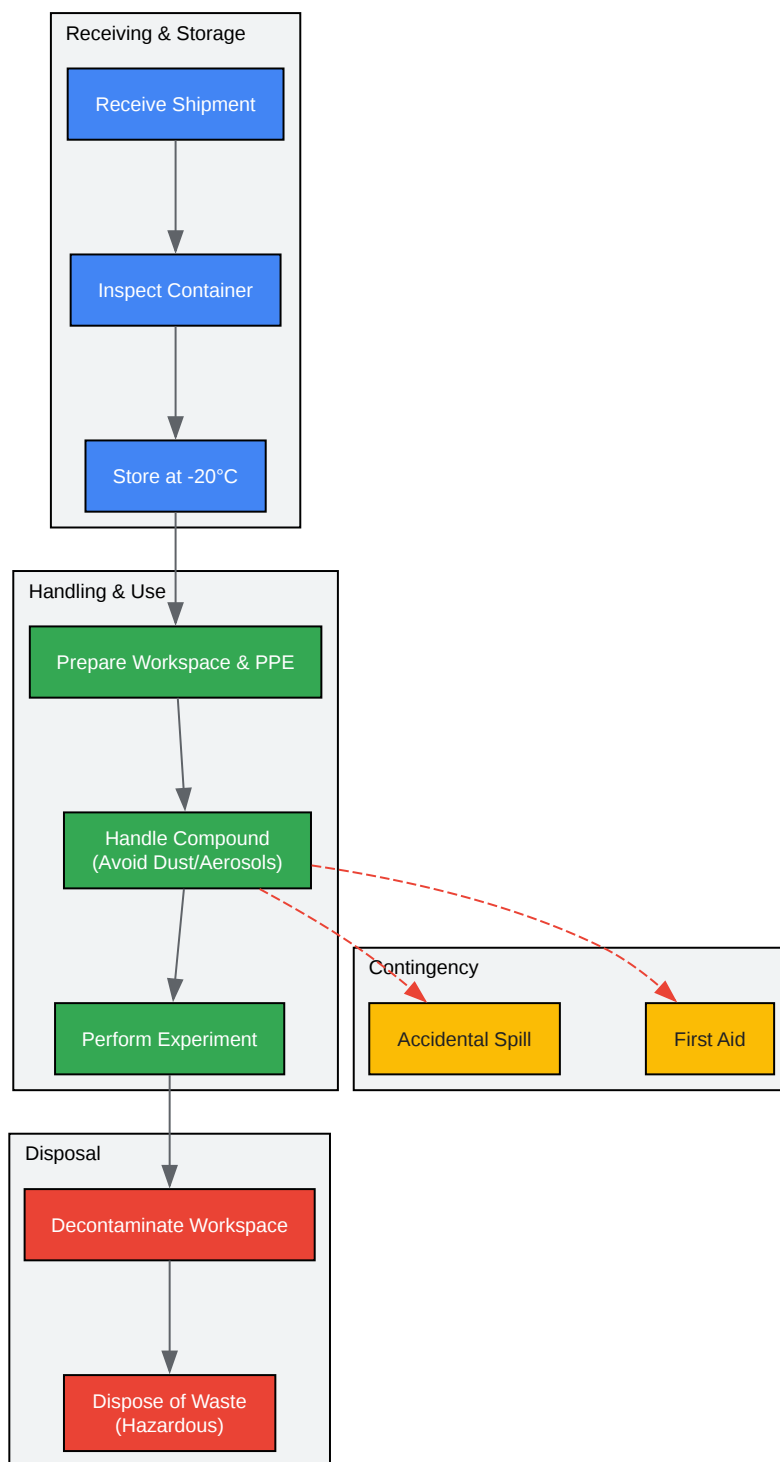 Receiving & Storage
Receive Shipment
Inspect Container
Store at -20°C
Handling & Use
Prepare Workspace & PPE
Handle Compound
(Avoid Dust/Aerosols)
Perform Experiment
Contingency
Accidental Spill
First Aid
Disposal
Decontaminate Workspace
Dispose of Waste
(Hazardous)